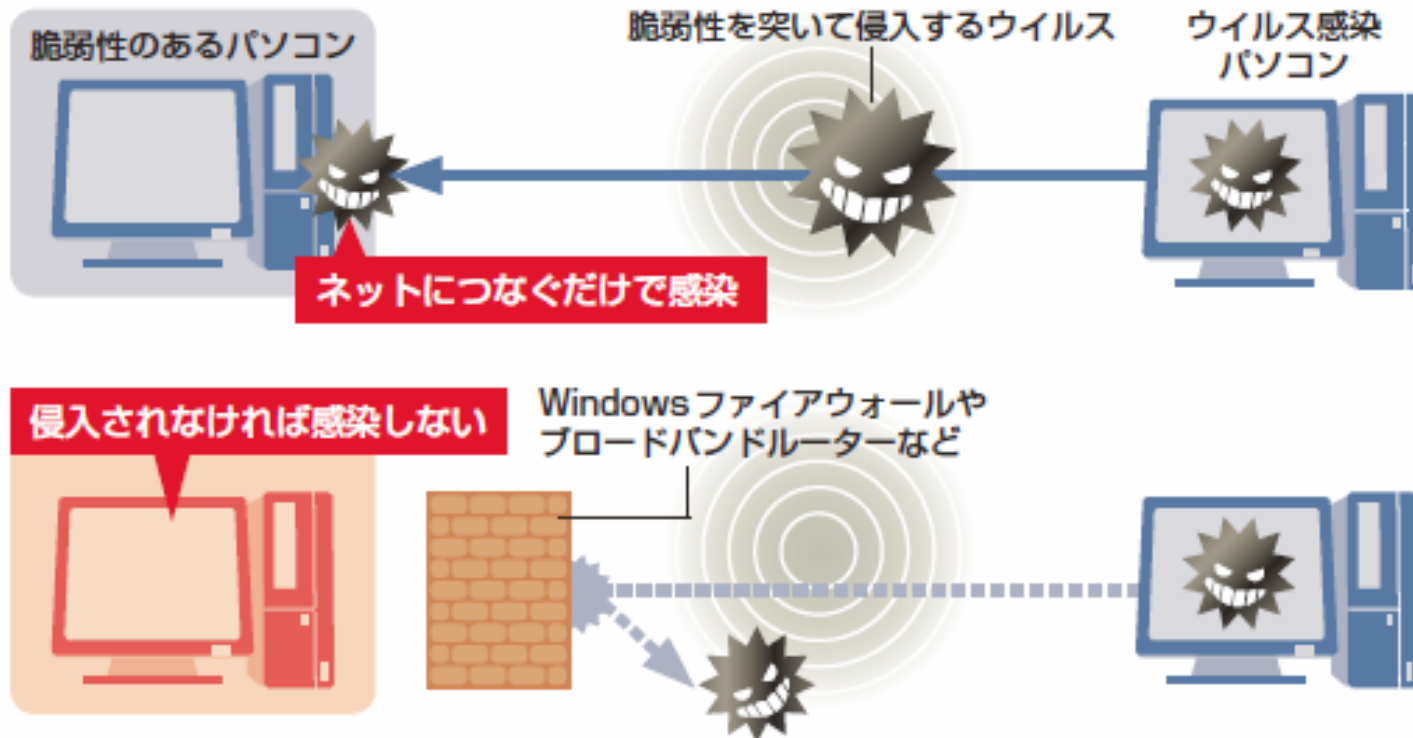 脆弱性のあるパソコン
脆弱性を突いて侵入するウイルス
ウイルス感染
パソコン
ネットにつなぐだけで感染
侵入されなければ感染しない
Windowsファイアウォールや
ブロードバンドルーターなど